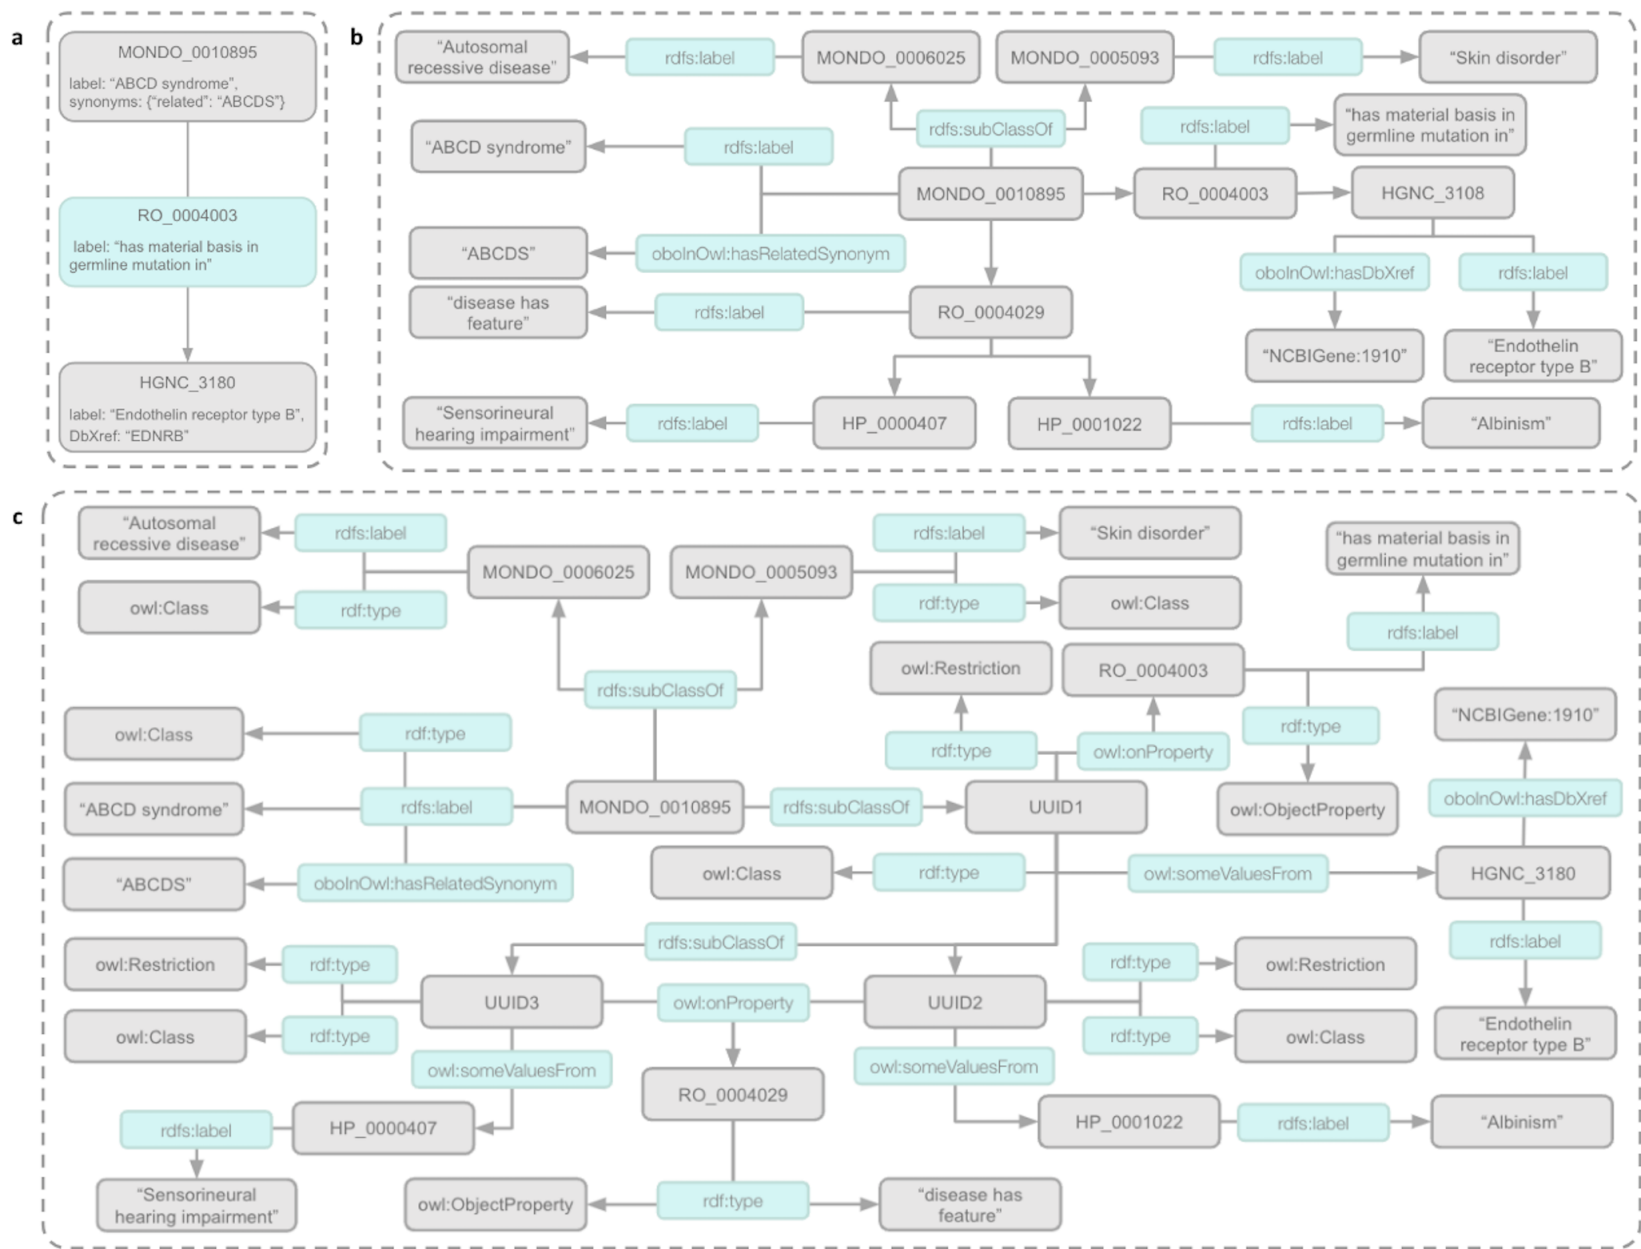 a
MONDO_0010895
label: “ABCD syndrome”,
synonyms: {“related”: “ABCDS”}
RO_0004003
label: “has material basis in
germline mutation in”
HGNC_3180
label: “Endothelin receptor type B”,
DbXref: “EDNRB”
b
“Autosomal
recessive disease”
rdfs:label
MONDO_0006025
MONDO_0005093
rdfs:label
“Skin disorder”
rdfs:subClassOf
rdfs:label
“has material basis in
germline mutation in”
“ABCD syndrome”
rdfs:label
MONDO_0010895
RO_0004003
HGNC_3108
“ABCDS”
oboInOwl:hasRelatedSynonym
oboInOwl:hasDbXref
rdfs:label
“disease has
feature”
rdfs:label
RO_0004029
“NCBIGene:1910”
“Endothelin
receptor type B”
“Sensorineural
hearing impairment”
rdfs:label
HP_0000407
HP_0001022
rdfs:label
“Albinism”
c
“Autosomal
recessive disease”
rdfs:label
rdfs:label
“Skin disorder”
“has material basis in
germline mutation in”
MONDO_0006025
MONDO_0005093
owl:Class
rdf:type
rdf:type
owl:Class
rdfs:label
owl:Restriction
RO_0004003
rdfs:subClassOf
“NCBIGene:1910”
owl:Class
rdf:type
rdf:type
owl:onProperty
rdf:type
“ABCD syndrome”
rdfs:label
MONDO_0010895
rdfs:subClassOf
UUID1
owl:ObjectProperty
oboInOwl:hasDbXref
“ABCDS”
oboInOwl:hasRelatedSynonym
owl:Class
rdf:type
owl:someValuesFrom
HGNC_3180
rdfs:subClassOf
rdfs:label
owl:Restriction
rdf:type
rdf:type
owl:Restriction
UUID3
owl:onProperty
UUID2
owl:Class
rdf:type
rdf:type
owl:Class
“Endothelin
receptor type B”
owl:someValuesFrom
owl:someValuesFrom
RO_0004029
rdfs:label
HP_0000407
HP_0001022
rdfs:label
“Albinism”
“Sensorineural
hearing impairment”
owl:ObjectProperty
rdf:type
“disease has
feature”